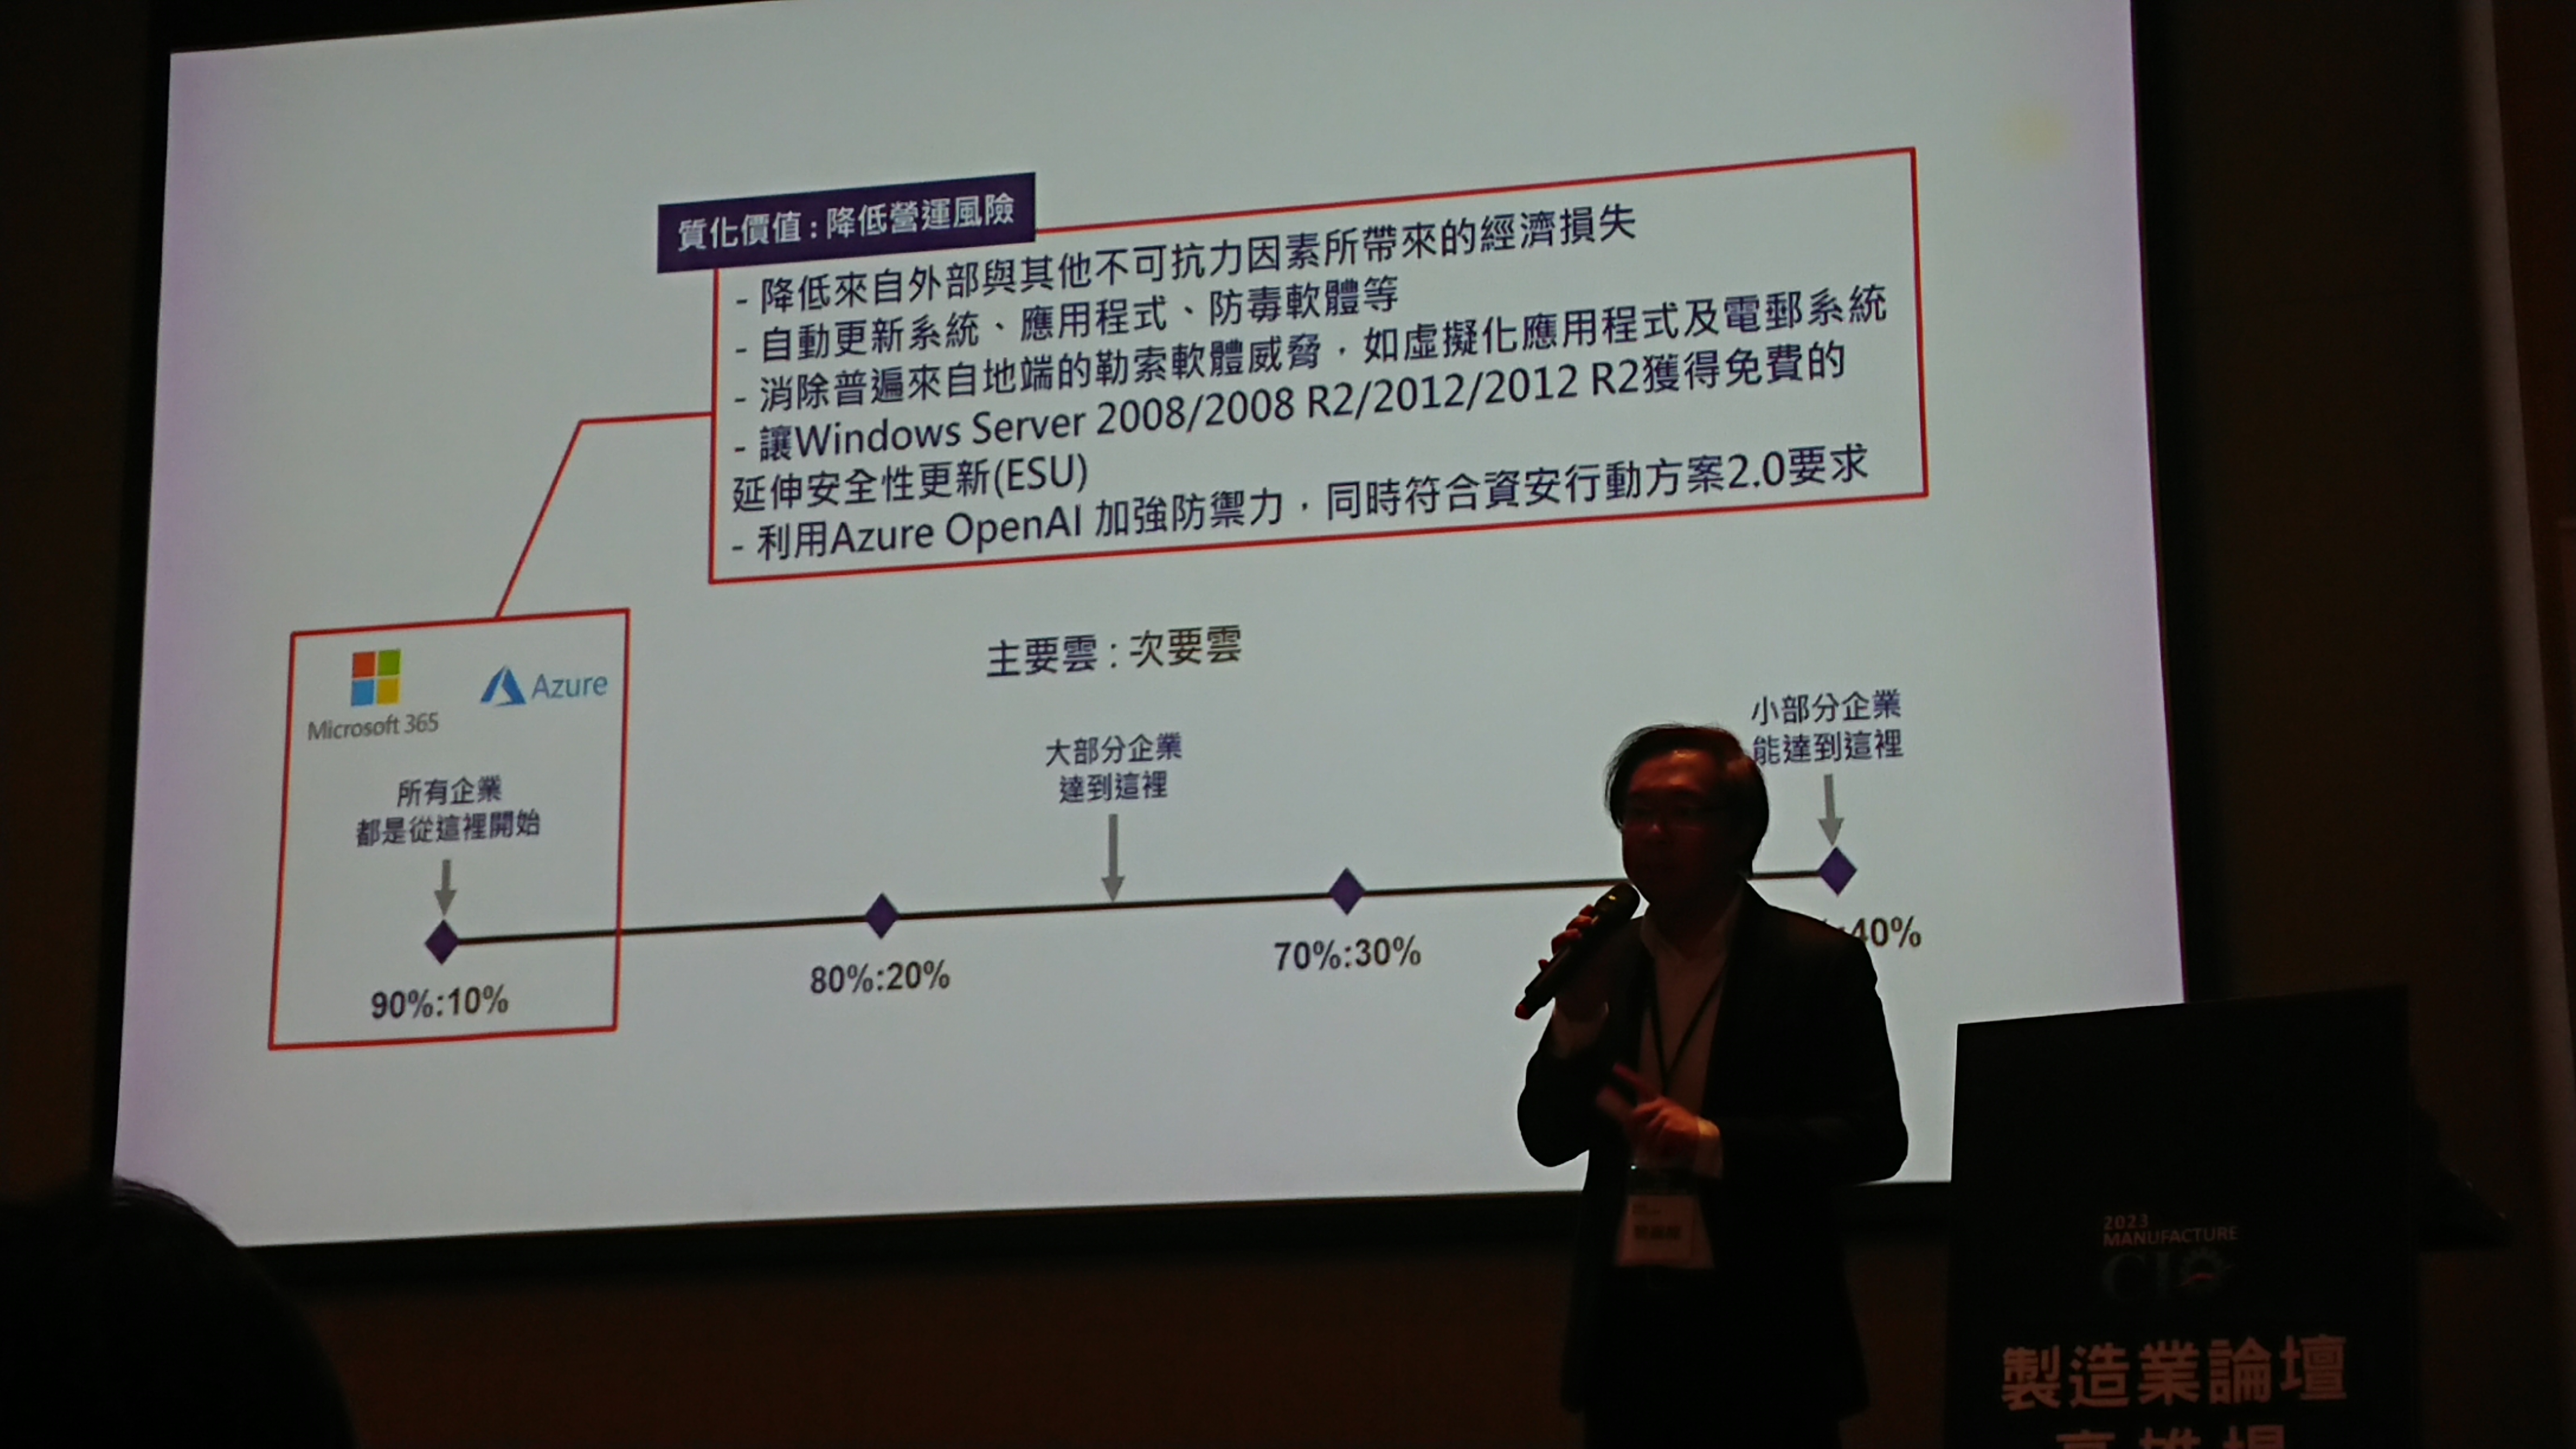 質化價值 : 降低營運風險
- 降低來自外部與其他不可抗力因素所帶來的經濟損失
- 自動更新系統、應用程式、防毒軟體等
- 消除普遍來自地端的勒索軟體威脅，如虛擬化應用程式及電郵系統
- 讓Windows Server 2008/2008 R2/2012/2012 R2獲得免費的
延伸安全性更新(ESU)
- 利用Azure OpenAI 加強防禦力，同時符合資安行動方案2.0要求
Microsoft 365
Azure
主要雲 : 次要雲
所有企業
都是從這裡開始
大部分企業
達到這裡
小部分企業
能達到這裡
90%:10%
80%:20%
70%:30%
:40%
2023
MANUFACTURE
CIO
製造業論壇
高雄場